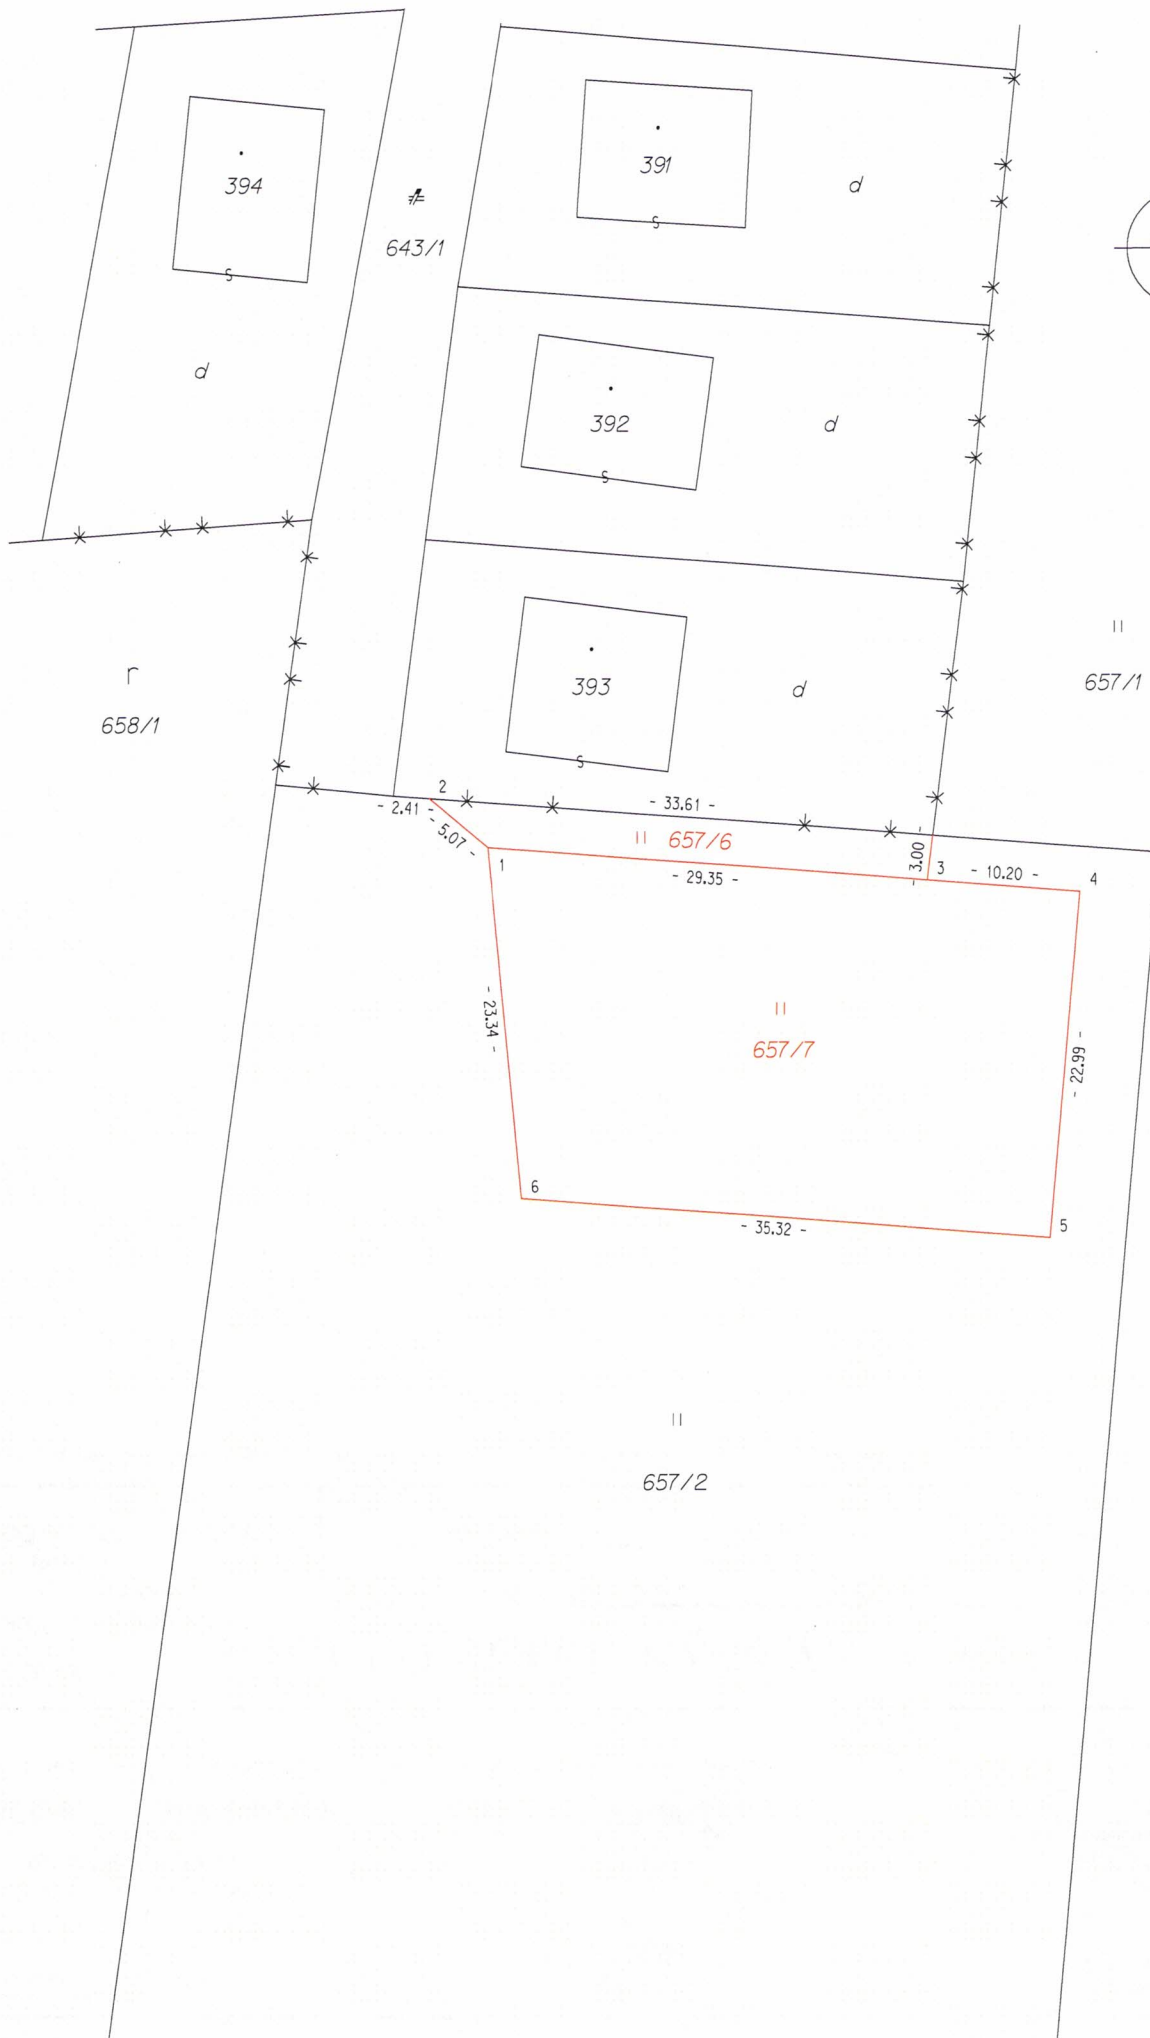 394
391
d
643/1
d
392
d
r
658/1
393
d
657/1
2
- 2.41 -
- 33.61 -
- 5.07 -
657/6
- 3.00 -
1
- 29.35 -
3
- 10.20 -
4
- 23.34 -
657/7
- 22.99 -
6
- 35.32 -
5
657/2